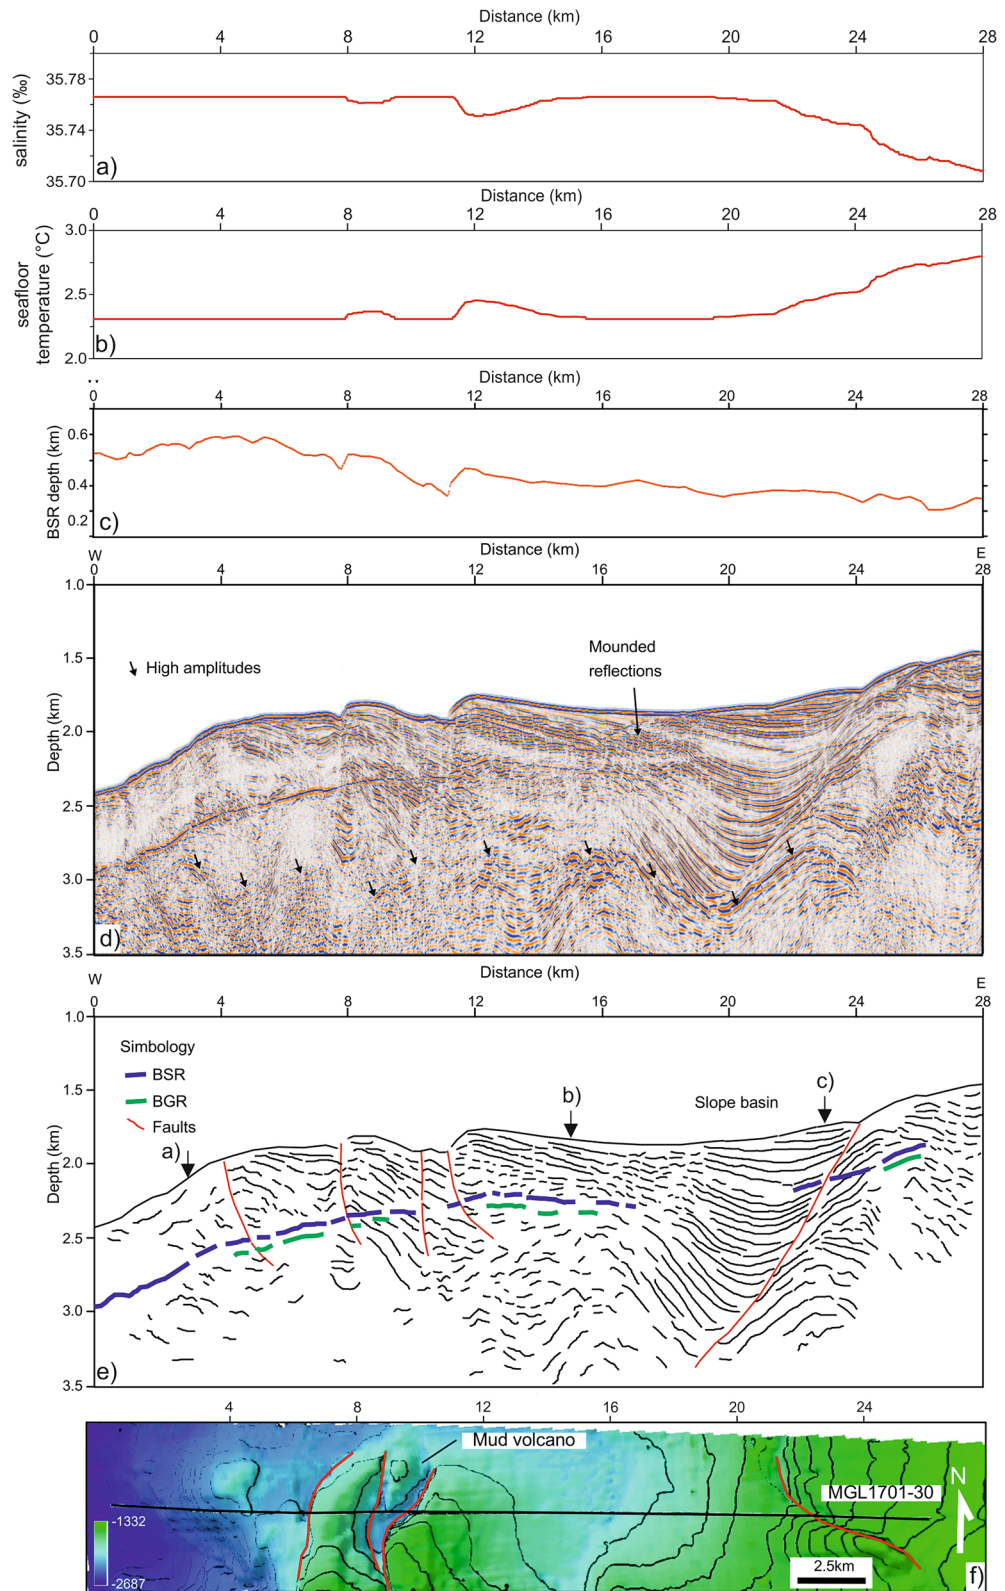 Distance (km)
0 4 8 12 16 20 24 28
35.78
35.74
35.70
salinity (‰)
a)
Distance (km)
0 4 8 12 16 20 24 28
3.0
2.5
2.0
seafloor
temperature (°C)
b)
Distance (km)
0 4 8 12 16 20 24 28
0.6
0.4
0.2
BSR depth (km)
c)
Distance (km)
W E
0 4 8 12 16 20 24 28
1.0
1.5
2.0
2.5
3.0
3.5
Depth (km)
High amplitudes
Mounded
reflections
d)
Distance (km)
W E
0 4 8 12 16 20 24 28
1.0
1.5
2.0
2.5
3.0
3.5
Depth (km)
Simbology
BSR
BGR
Faults
a)
b)
c)
Slope basin
e)
4 8 12 16 20 24
Mud volcano
MGL1701-30
N
-1332
-2687
2.5km
f)